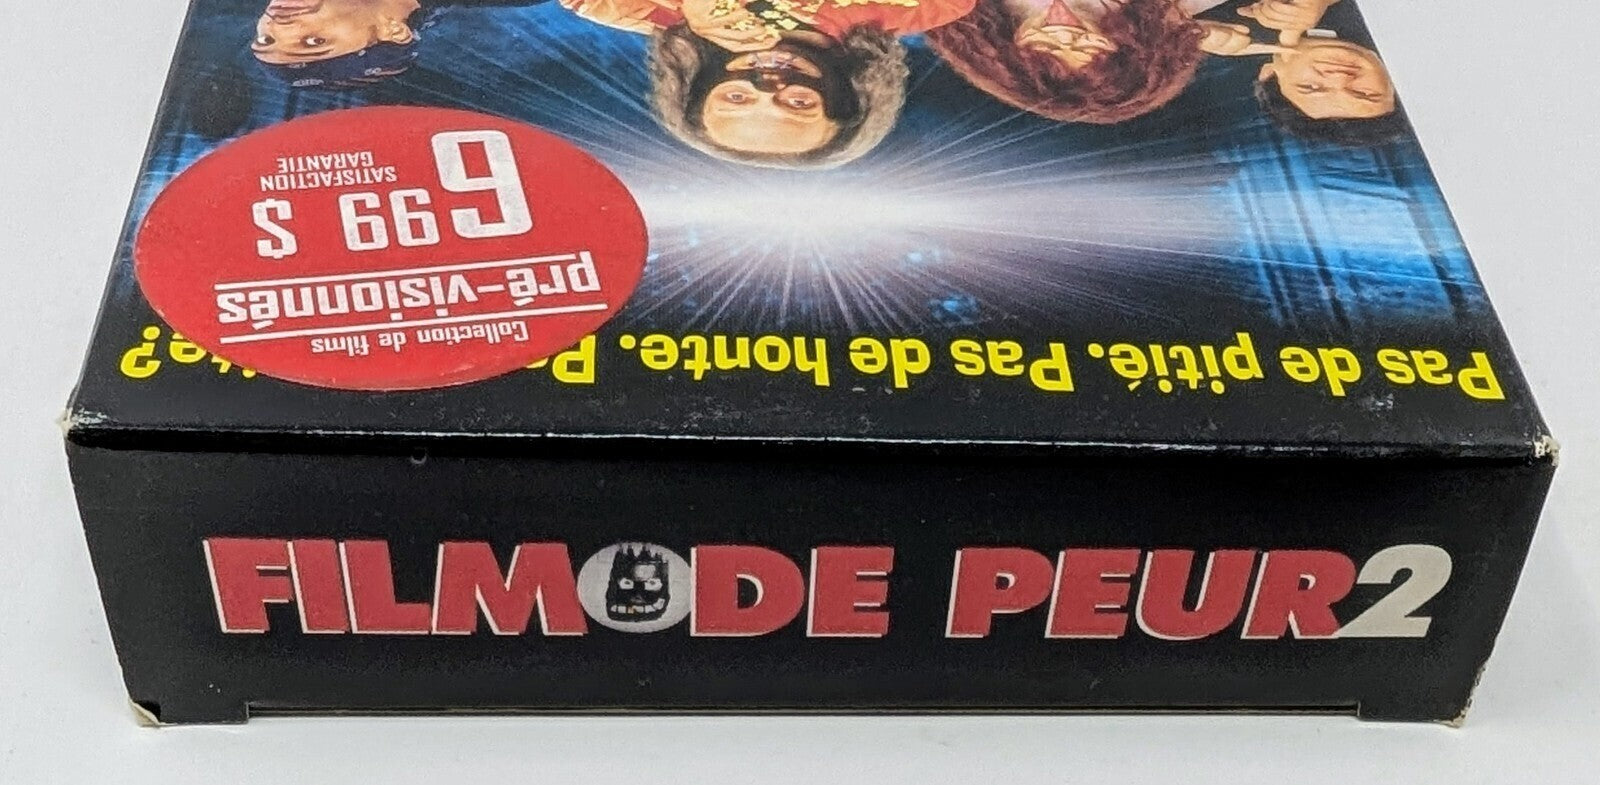 FILM DE PEUR 2
Pas de pitié. Pas de honte. ?
Collection de films
pré-visionnés
6 99 $
SATISFACTION
GARANTIE